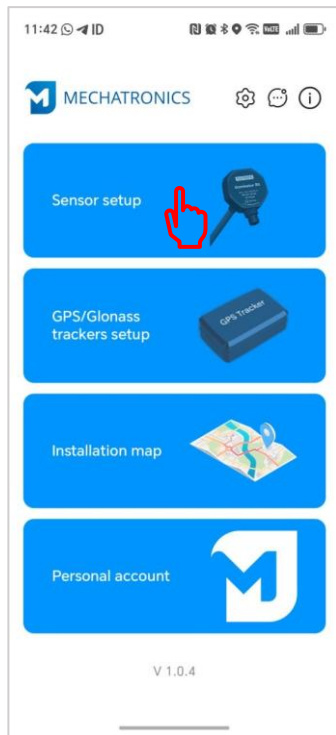 11:42 ID
MECHATRONICS
Sensor setup
GPS/Glonass
trackers setup
GPS Tracker
Installation map
Personal account
V 1.0.4